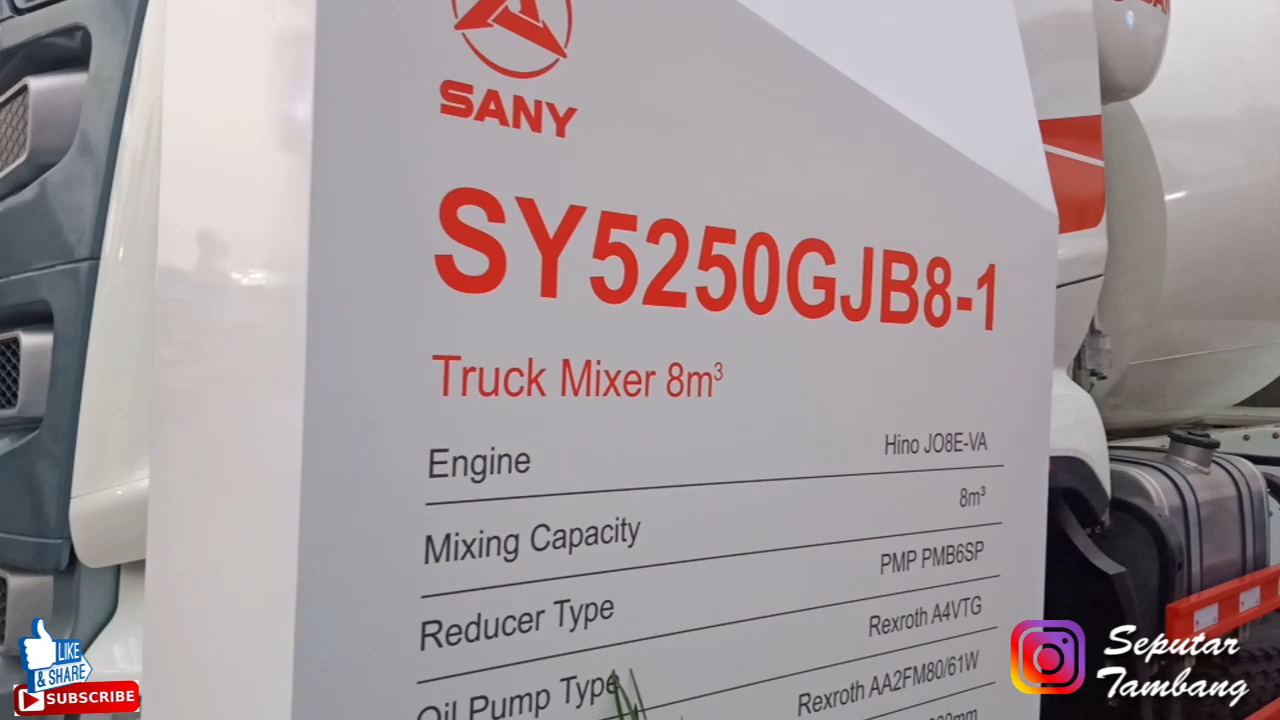 SANY
SY5250GJB8-1
Truck Mixer 8m³
Engine Hino JO8E-VA
Mixing Capacity 8m³
Reducer Type PMP PMB6SP
Oil Pump Type Rexroth A4VTG
Rexroth AA2FM80/61W
LIKE
& SHARE
SUBSCRIBE
Seputar
Tambang